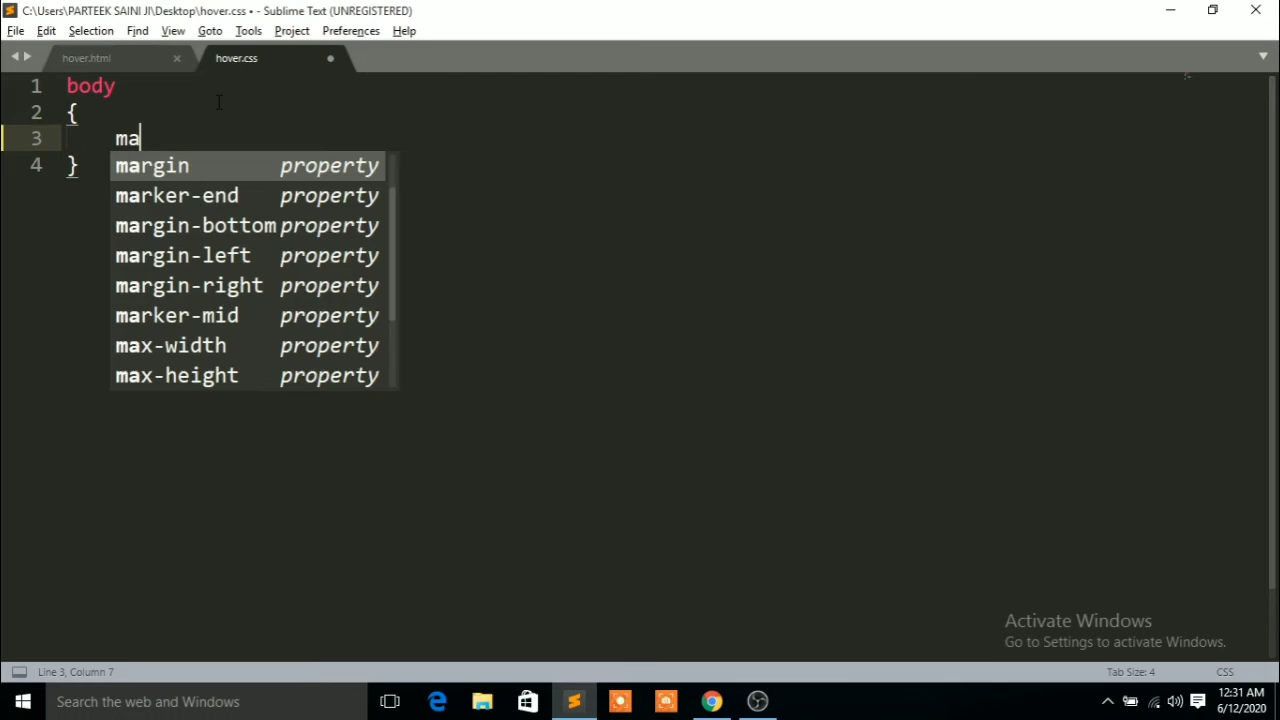 C:\Users\PARTEEK SAINI JI\Desktop\hover.css • - Sublime Text (UNREGISTERED)
File Edit Selection Find View Goto Tools Project Preferences Help
hover.html hover.css
1 body
2 {
3 ma
margin property
4 }
marker-end property
margin-bottom property
margin-left property
margin-right property
marker-mid property
max-width property
max-height property
Activate Windows
Go to Settings to activate Windows.
Line 3, Column 7 Tab Size: 4 CSS
Search the web and Windows
12:31 AM
6/12/2020